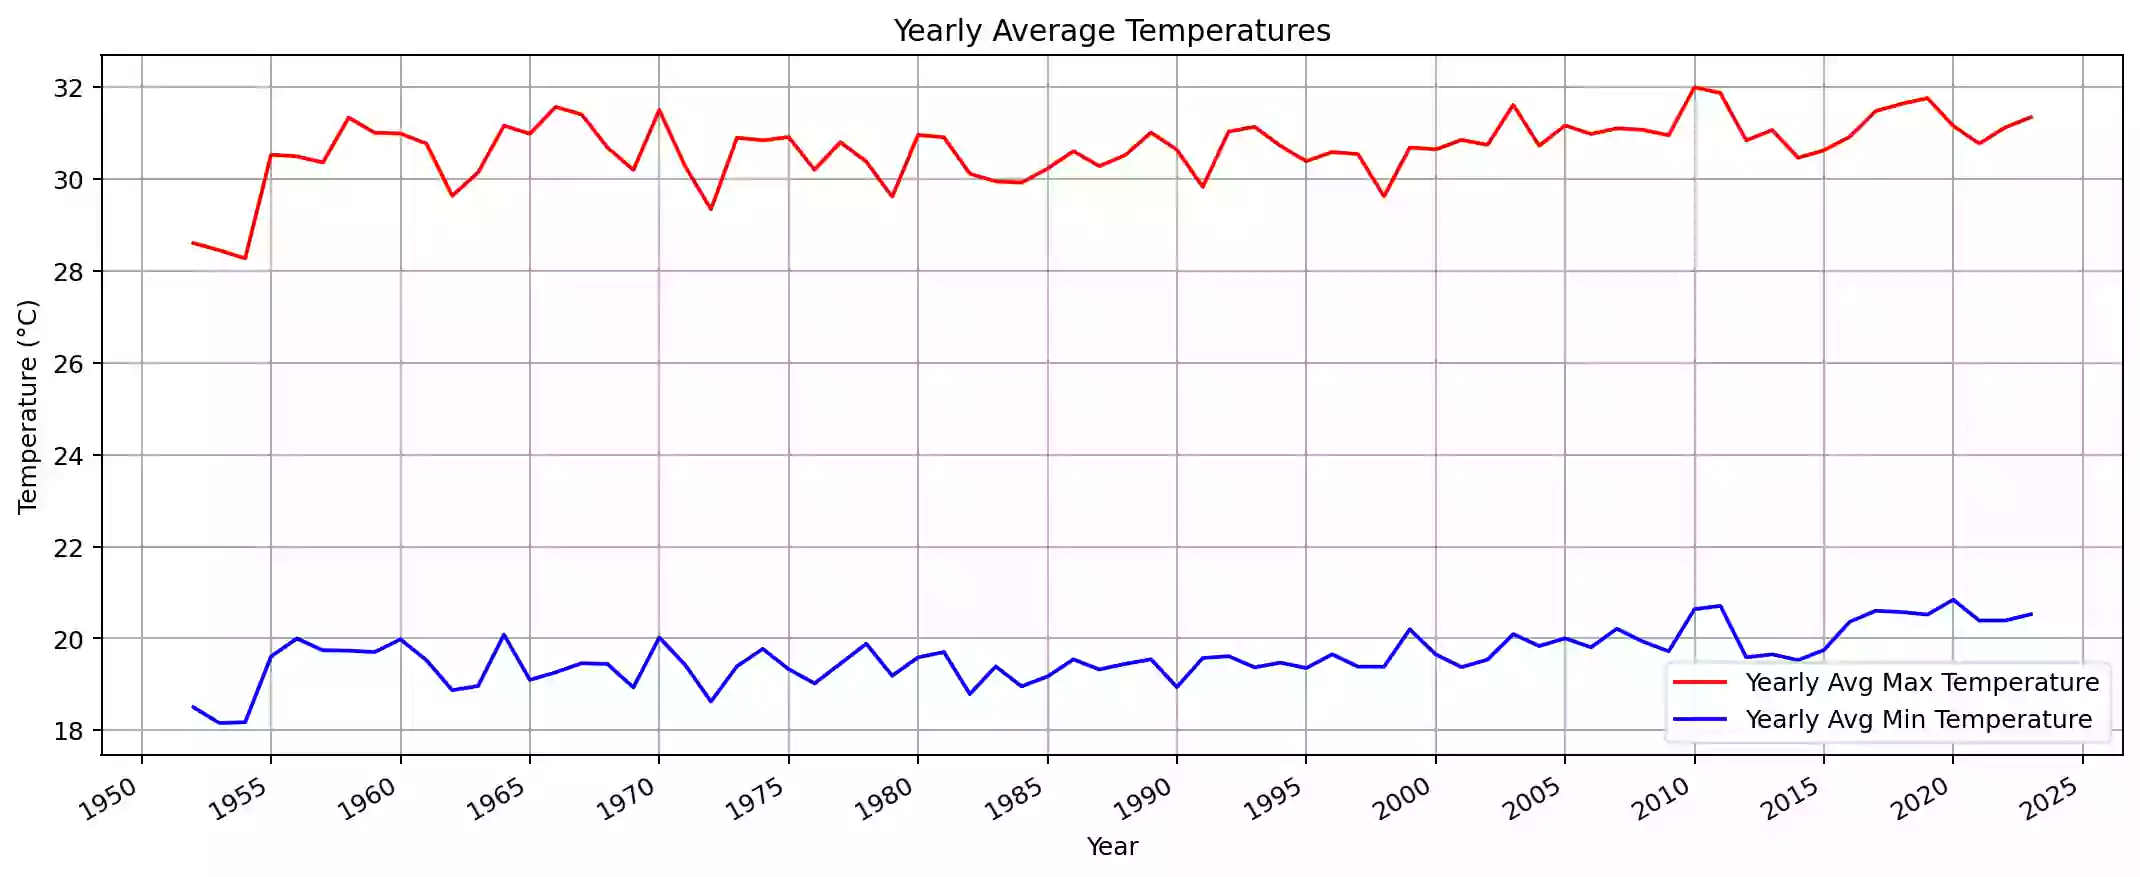 Yearly Average Temperatures
32
30
28
26
24
22
20
18
Temperature (°C)
Yearly Avg Max Temperature
Yearly Avg Min Temperature
1950 1955 1960 1965 1970 1975 1980 1985 1990 1995 2000 2005 2010 2015 2020 2025
Year